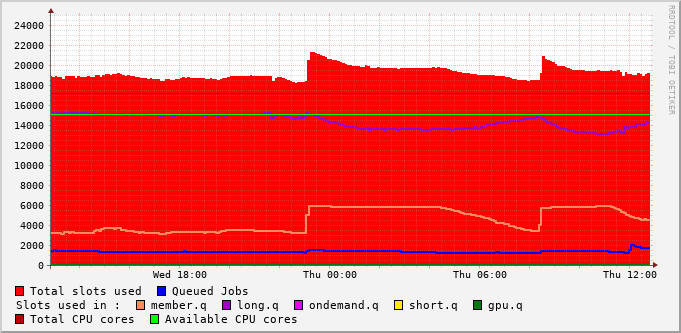 RRDTOOL / TOBI OETIKER
24000
22000
20000
18000
16000
14000
12000
10000
8000
6000
4000
2000
0
Wed 18:00 Thu 00:00 Thu 06:00 Thu 12:00
Total slots used Queued Jobs
Slots used in : member.q long.q ondemand.q short.q gpu.q
Total CPU cores Available CPU cores